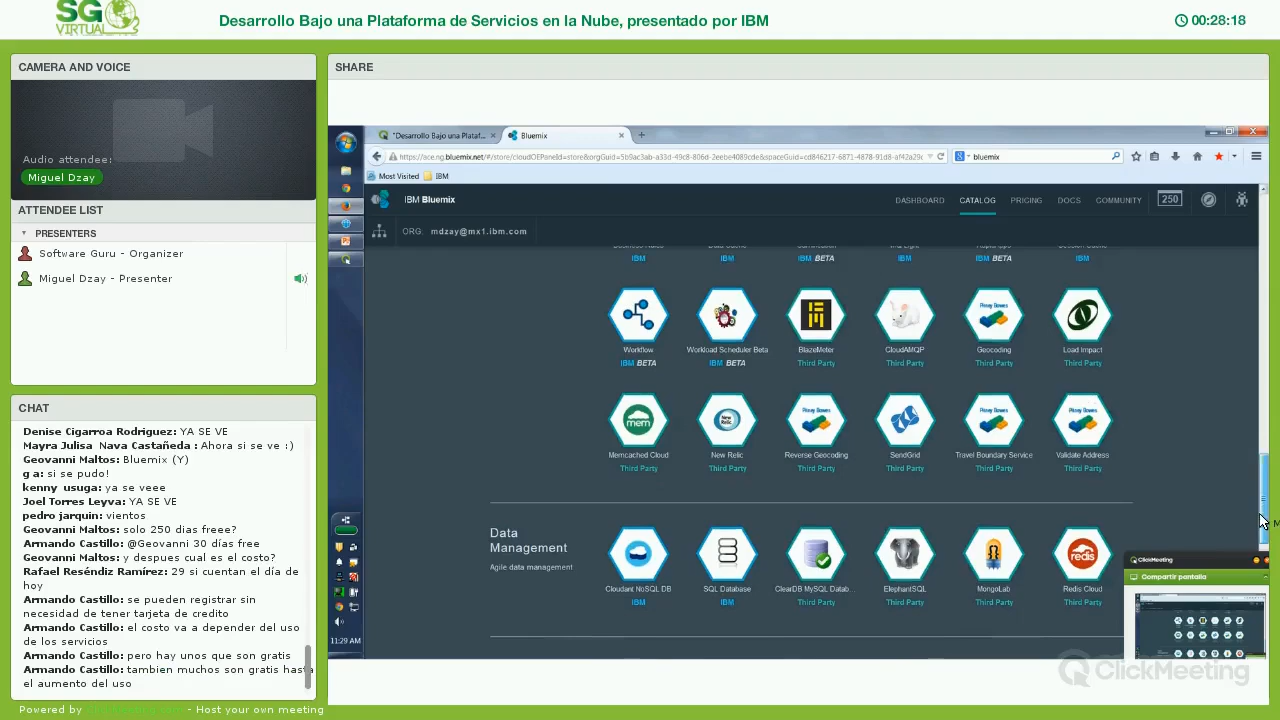 SG
VIRTUAL
Desarrollo Bajo una Plataforma de Servicios en la Nube, presentado por IBM
00:28:18
CAMERA AND VOICE
Audio attendee:
Miguel Dzay
ATTENDEE LIST
PRESENTERS
Software Guru - Organizer
Miguel Dzay - Presenter
CHAT
Denise Cigarroa Rodriguez: YA SE VE
Mayra Julisa Nava Castañeda : Ahora si se ve :)
Geovanni Maltos: Bluemix (Y)
g a: si se pudo!
kenny usuga: ya se veee
Joel Torres Leyva: YA SE VE
pedro jarquin: vientos
Geovanni Maltos: solo 250 dias freee?
Armando Castillo: @Geovanni 30 días free
Geovanni Maltos: y despues cual es el costo?
Rafael Reséndiz Ramírez: 29 si cuentan el día de
hoy
Armando Castillo: se pueden registrar sin
necesidad de tener tarjeta de credito
Armando Castillo: el costo va a depender del uso
de los servicios
Armando Castillo: pero hay unos que son gratis
Armando Castillo: tambien muchos son gratis hasta
el aumento del uso
Powered by
- Host your own meeting
SHARE
"Desarrollo Bajo una Plataf...
Bluemix
bluemix
Most Visited
IBM
IBM Bluemix
DASHBOARD
CATALOG
PRICING
DOCS
COMMUNITY
250
ORG: mdzay@mx1.ibm.com
IBM
IBM
IBM BETA
IBM
IBM BETA
IBM
Workflow
Workload Scheduler Beta
BlazeMeter
CloudAMQP
Geocoding
Load Impact
IBM BETA
IBM BETA
Third Party
Third Party
Third Party
Third Party
Memcached Cloud
New Relic
Reverse Geocoding
SendGrid
Travel Boundary Service
Validate Address
Third Party
Third Party
Third Party
Third Party
Third Party
Third Party
Data
Management
Agile data management
Cloudant NoSQL DB
SQL Database
ClearDB MySQL Datab...
ElephantSQL
MongoLab
Redis Cloud
IBM
IBM
Third Party
Third Party
Third Party
Third Party
11:29 AM
ClickMeeting
Compartir pantalla
ClickMeeting